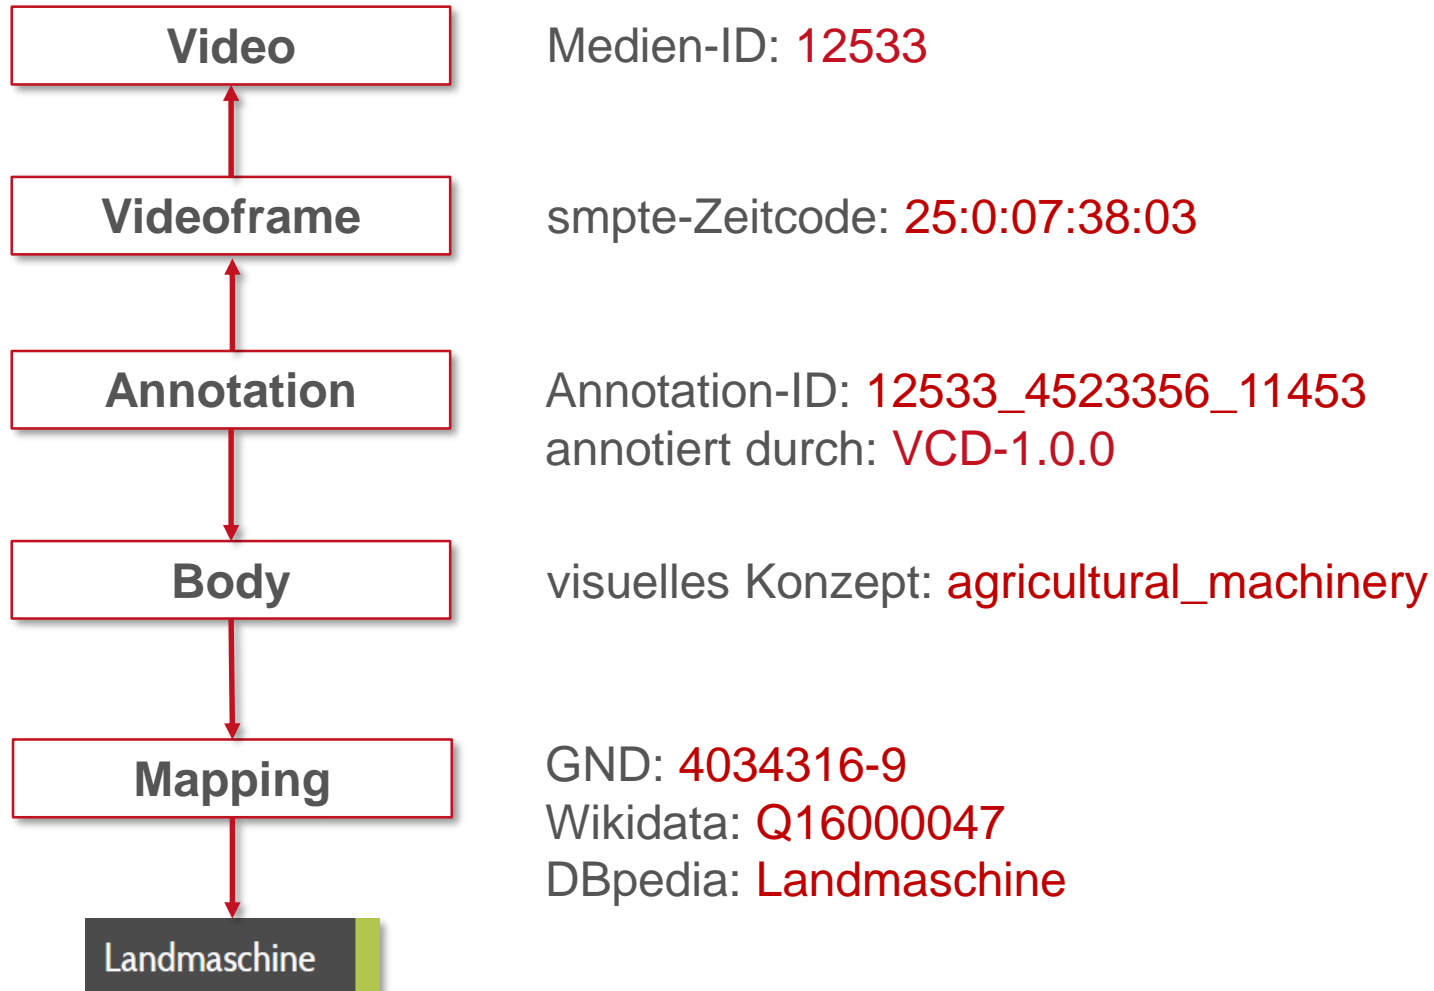 Video
Medien-ID: 12533
Videoframe
smpte-Zeitcode: 25:0:07:38:03
Annotation
Annotation-ID: 12533_4523356_11453
annotiert durch: VCD-1.0.0
Body
visuelles Konzept: agricultural_machinery
Mapping
GND: 4034316-9
Wikidata: Q16000047
DBpedia: Landmaschine
Landmaschine